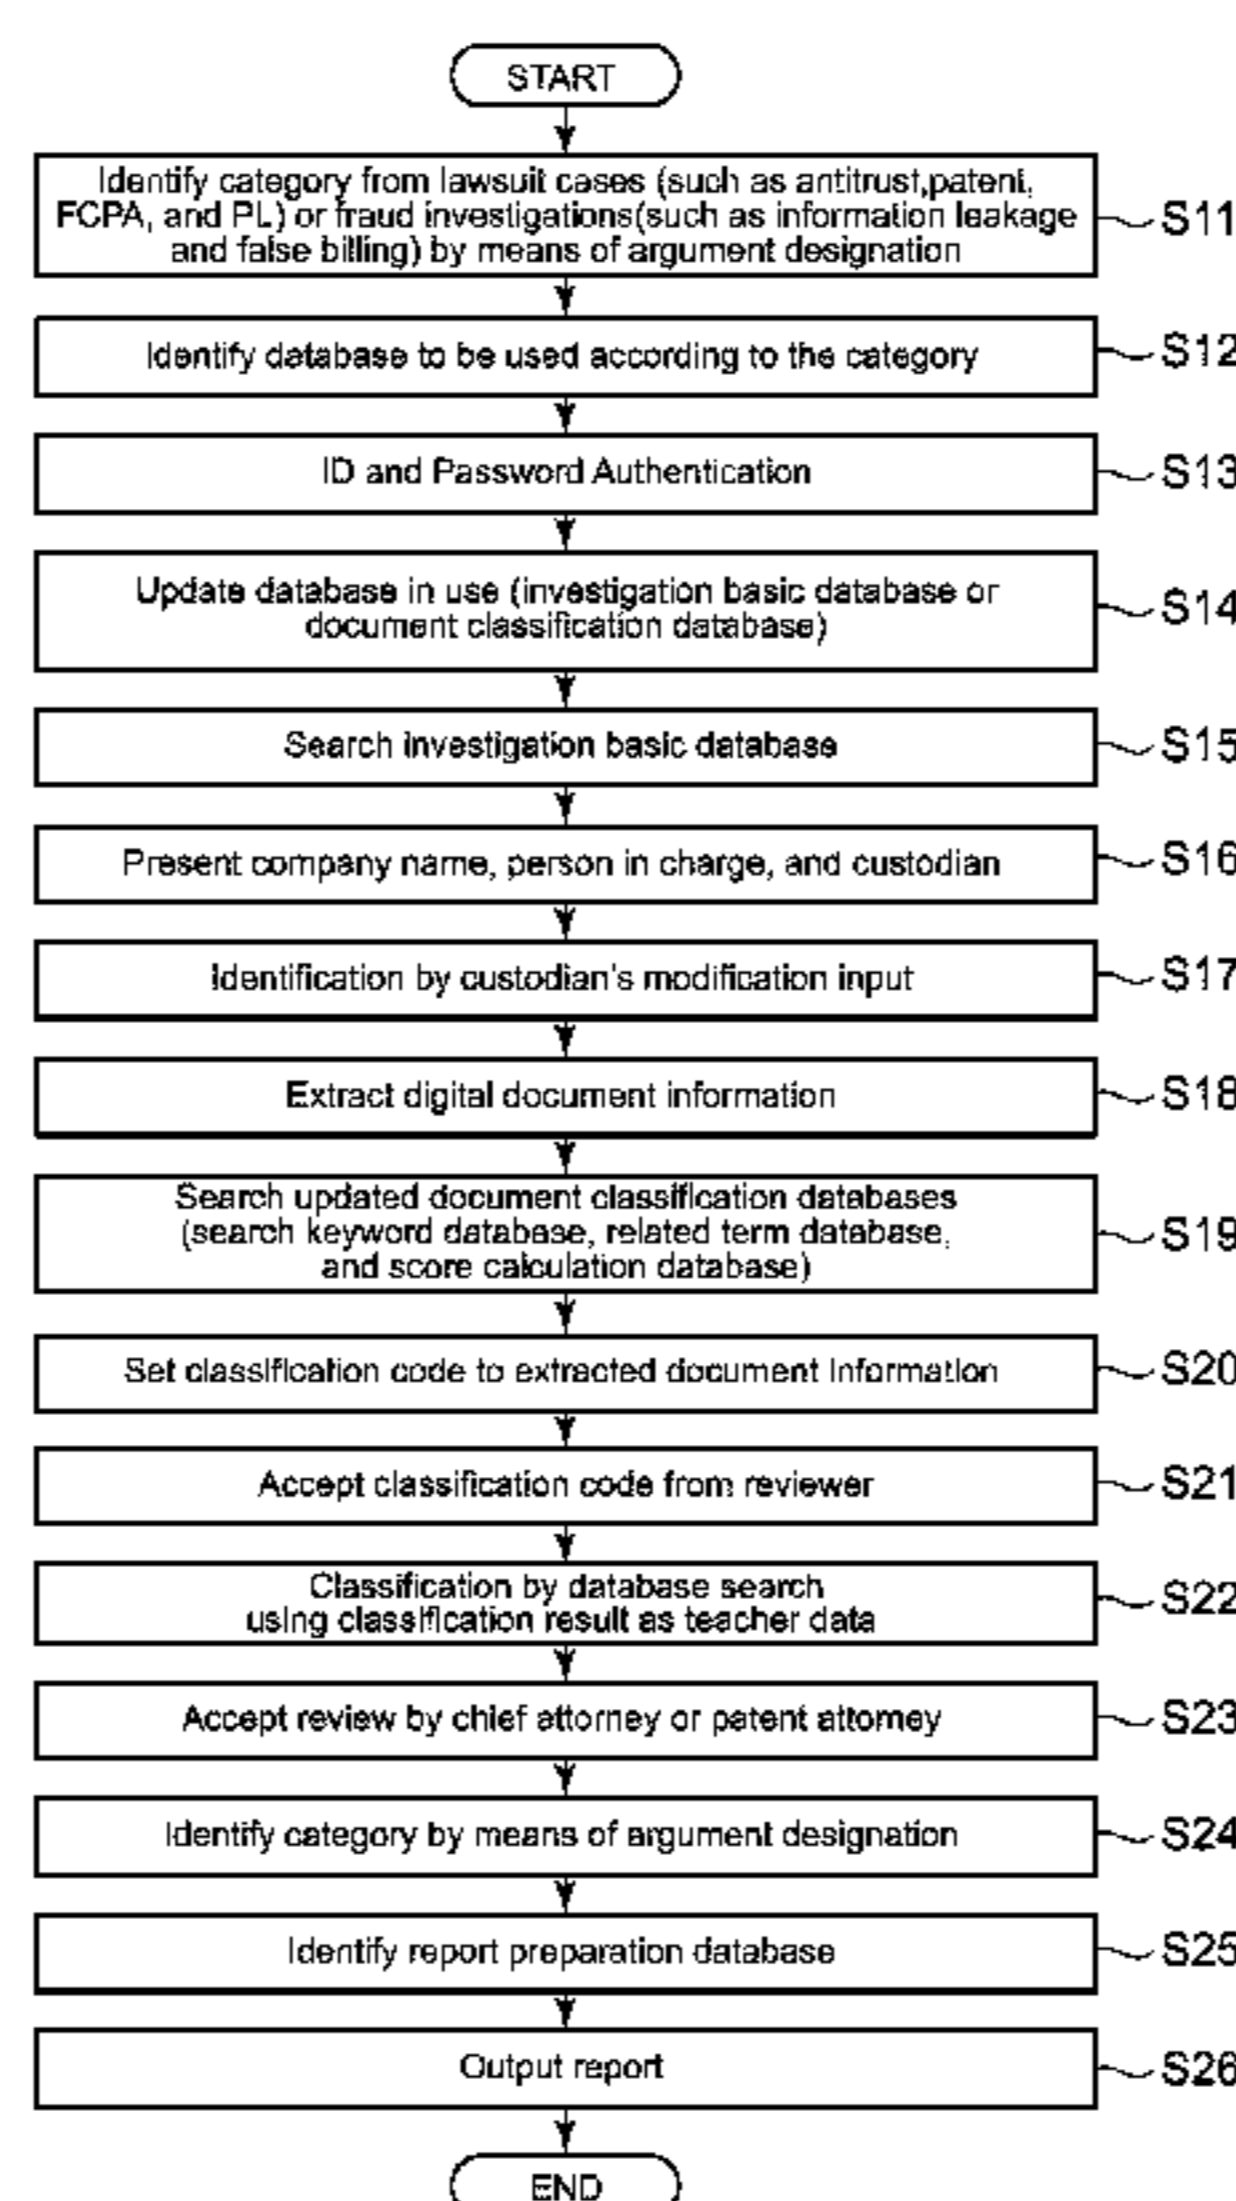 START
Identify category from lawsuit cases (such as antitrust,patent,
FCPA, and PL) or fraud investigations(such as information leakage
and false billing) by means of argument designation
S11
Identify database to be used according to the category
S12
ID and Password Authentication
S13
Update database in use (investigation basic database or
document classification database)
S14
Search investigation basic database
S15
Present company name, person in charge, and custodian
S16
Identification by custodian's modification input
S17
Extract digital document information
S18
Search updated document classification databases
(search keyword database, related term database,
and score calculation database)
S19
Set classification code to extracted document information
S20
Accept classification code from reviewer
S21
Classification by database search
using classification result as teacher data
S22
Accept review by chief attorney or patent attorney
S23
Identify category by means of argument designation
S24
Identify report preparation database
S25
Output report
S26
END